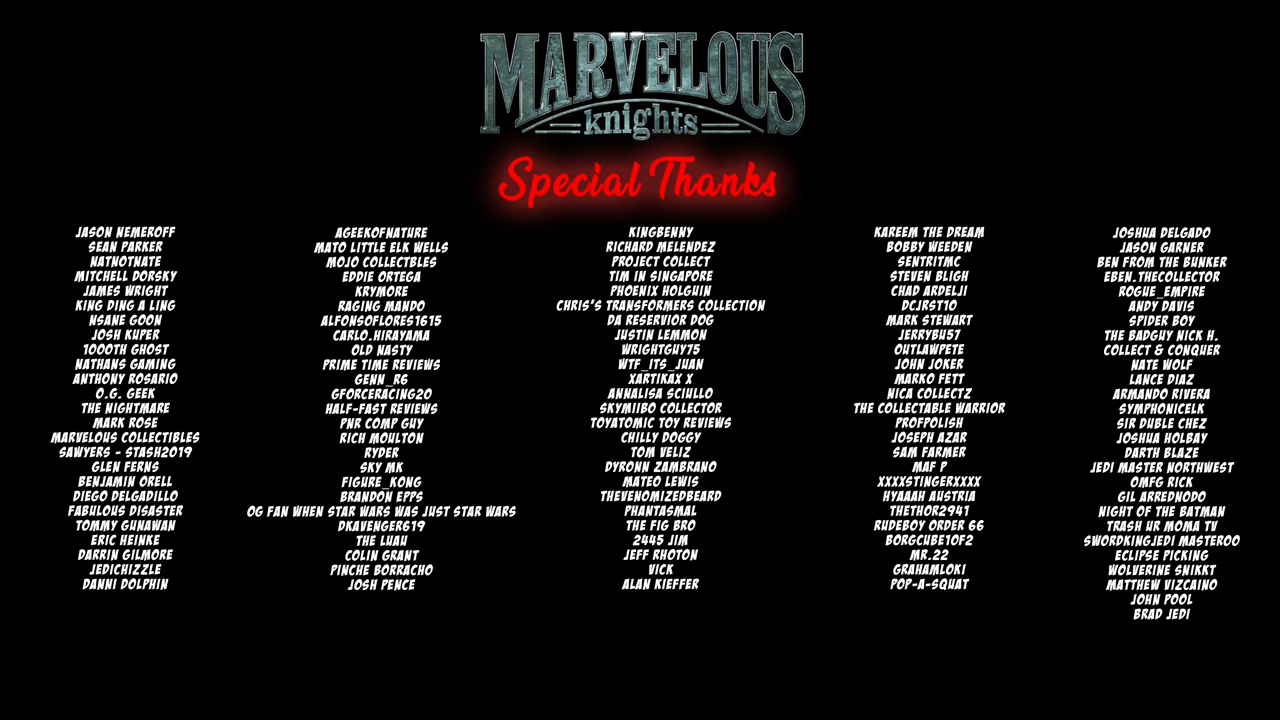 MARVELOUS
knights
Special Thanks
JASON NEMEROFF
SEAN PARKER
NATNOTNATE
MITCHELL DORSKY
JAMES WRIGHT
KING DING A LING
NSANE GOON
JOSH KUPER
1000TH GHOST
NATHANS GAMING
ANTHONY ROSARIO
O.G. GEEK
THE NIGHTMARE
MARK ROSE
MARVELOUS COLLECTIBLES
SAWYERS - STASH2019
GLEN FERNS
BENJAMIN ORELL
DIEGO DELGADILLO
FABULOUS DISASTER
TOMMY GUNAWAN
ERIC HEINKE
DARRIN GILMORE
JEDICHIZZLE
DANNI DOLPHIN
AGEEKOFNATURE
MATO LITTLE ELK WELLS
MOJO COLLECTBLES
EDDIE ORTEGA
KRYMORE
RAGING MANDO
ALFONSOFLORES1615
CARLO.HIRAYAMA
OLD NASTY
PRIME TIME REVIEWS
GENN_R6
GFORCERACING20
HALF-FAST REVIEWS
PNR COMP GUY
RICH MOULTON
RYDER
SKY MK
FIGURE_KONG
BRANDON EPPS
OG FAN WHEN STAR WARS WAS JUST STAR WARS
DKAVENGER619
THE LUAU
COLIN GRANT
PINCHE BORRACHO
JOSH PENCE
KINGBENNY
RICHARD MELENDEZ
PROJECT COLLECT
TIM IN SINGAPORE
PHOENIX HOLGUIN
CHRIS'S TRANSFORMERS COLLECTION
DA RESERVIOR DOG
JUSTIN LEMMON
WRIGHTGUY75
WTF_ITS_JUAN
XARTIKAX X
ANNALISA SCIULLO
SKYMIIBO COLLECTOR
TOYATOMIC TOY REVIEWS
CHILLY DOGGY
TOM VELIZ
DYRONN ZAMBRANO
MATEO LEWIS
THEVENOMIZEDBEARD
PHANTASMAL
THE FIG BRO
2445 JIM
JEFF RHOTON
VICK
ALAN KIEFFER
KAREEM THE DREAM
BOBBY WEEDEN
SENTRITMC
STEVEN BLIGH
CHAD ARDELJI
DCJRST10
MARK STEWART
JERRYBU57
OUTLAWPETE
JOHN JOKER
MARKO FETT
NICA COLLECTZ
THE COLLECTABLE WARRIOR
PROFPOLISH
JOSEPH AZAR
SAM FARMER
MAF P
XXXXSTINGERXXXX
HYAAAH AUSTRIA
THETHOR2941
RUDEBOY ORDER 66
BORGCUBE1OF2
MR.22
GRAHAMLOKI
POP-A-SQUAT
JOSHUA DELGADO
JASON GARNER
BEN FROM THE BUNKER
EBEN.THECOLLECTOR
ROGUE_EMPIRE
ANDY DAVIS
SPIDER BOY
THE BADGUY NICK H.
COLLECT & CONQUER
NATE WOLF
LANCE DIAZ
ARMANDO RIVERA
SYMPHONICELK
SIR DUBLE CHEZ
JOSHUA HOLBAY
DARTH BLAZE
JEDI MASTER NORTHWEST
OMFG RICK
GIL ARREDNODO
NIGHT OF THE BATMAN
TRASH UR MOMA TV
SWORDKINGJEDI MASTEROO
ECLIPSE PICKING
WOLVERINE SNIKKT
MATTHEW VIZCAINO
JOHN POOL
BRAD JEDI